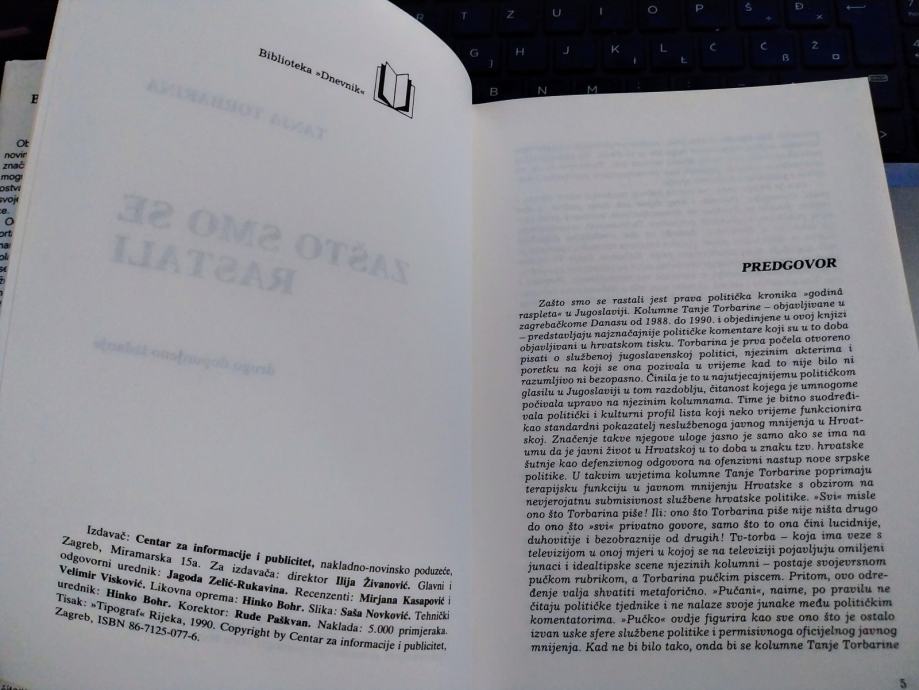 Biblioteka »Dnevnik«
TANJA TORBARINA
ZAŠTO SMO SE
RASTALI
drugo dopunjeno izdanje
Izdavač: Centar za informacije i publicitet, nakladno-novinsko poduzeće,
Zagreb, Miramarska 15a. Za izdavača: direktor Ilija Živanović. Glavni i
odgovorni urednik: Jagoda Zelić-Rukavina. Recenzenti: Mirjana Kasapović i
Velimir Visković. Likovna oprema: Hinko Bohr. Slika: Saša Novković. Tehnički
urednik: Hinko Bohr. Korektor: Rude Paškvan. Naklada: 5.000 primjeraka.
Tisak: »Tipograf« Rijeka, 1990. Copyright by Centar za informacije i publicitet,
Zagreb, ISBN 86-7125-077-6.
PREDGOVOR
Zašto smo se rastali jest prava politička kronika »godinâ
raspleta« u Jugoslaviji. Kolumne Tanje Torbarine – objavljivane u
zagrebačkome Danasu od 1988. do 1990. i objedinjene u ovoj knjizi
– predstavljaju najznačajnije političke komentare koji su u to doba
objavljivani u hrvatskom tisku. Torbarina je prva počela otvoreno
pisati o službenoj jugoslavenskoj politici, njezinim akterima i
poretku na koji se ona pozivala u vrijeme kad to nije bilo ni
razumljivo ni bezopasno. Činila je to u najutjecajnijemu političkom
glasilu u Jugoslaviji u tom razdoblju, čitanost kojega je umnogome
počivala upravo na njezinim kolumnama. Time je bitno suodređi-
vala politički i kulturni profil lista koji neko vrijeme funkcionira
kao standardni pokazatelj neslužbenoga javnog mnijenja u Hrvat-
skoj. Značenje takve njegove uloge jasno je samo ako se ima na
umu da je javni život u Hrvatskoj u to doba u znaku tzv. hrvatske
šutnje kao defenzivnog odgovora na ofenzivni nastup nove srpske
politike. U takvim uvjetima kolumne Tanje Torbarine poprimaju
terapijsku funkciju u javnom mnijenju Hrvatske s obzirom na
nevjerojatnu submisivnost službene hrvatske politike. »Svi« misle
ono što Torbarina piše! Ili: ono što Torbarina piše nije ništa drugo
do ono što »svi« privatno govore, samo što to ona čini lucidnije,
duhovitije i bezobraznije od drugih! Tv-torba – koja ima veze s
televizijom u onoj mjeri u kojoj se na televiziji pojavljuju omiljeni
junaci i idealtipske scene njezinih kolumni – postaje svojevrsnom
pučkom rubrikom, a Torbarina pučkim piscem. Pritom, ovo odre-
đenje valja shvatiti metaforično. »Pučani«, naime, po pravilu ne
čitaju političke tjednike i ne nalaze svoje junake među političkim
komentatorima. »Pučko« ovdje figurira kao sve ono što je ostalo
izvan uske sfere službene politike i permisivnoga oficijelnog javnog
mnijenja. Kad ne bi bilo tako, onda bi se kolumne Tanje Torbarine
5